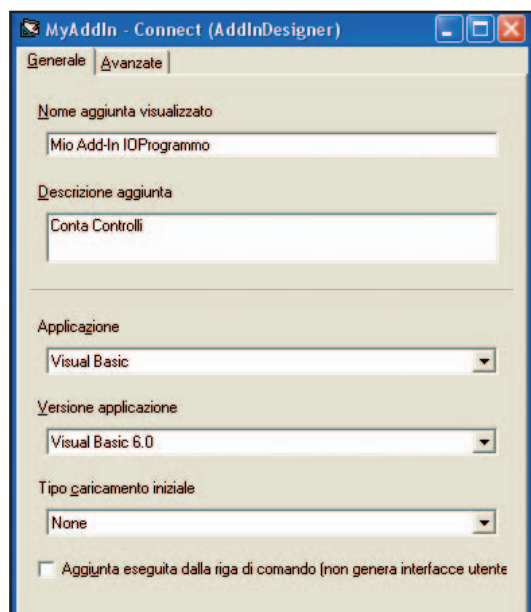 MyAddIn - Connect (AddInDesigner)
Generale Avanzate
Nome aggiunta visualizzato
Mio Add-In IOProgrammo
Descrizione aggiunta
Conta Controlli
Applicazione
Visual Basic
Versione applicazione
Visual Basic 6.0
Tipo caricamento iniziale
None
Aggiunta eseguita dalla riga di comando (non genera interfacce utente